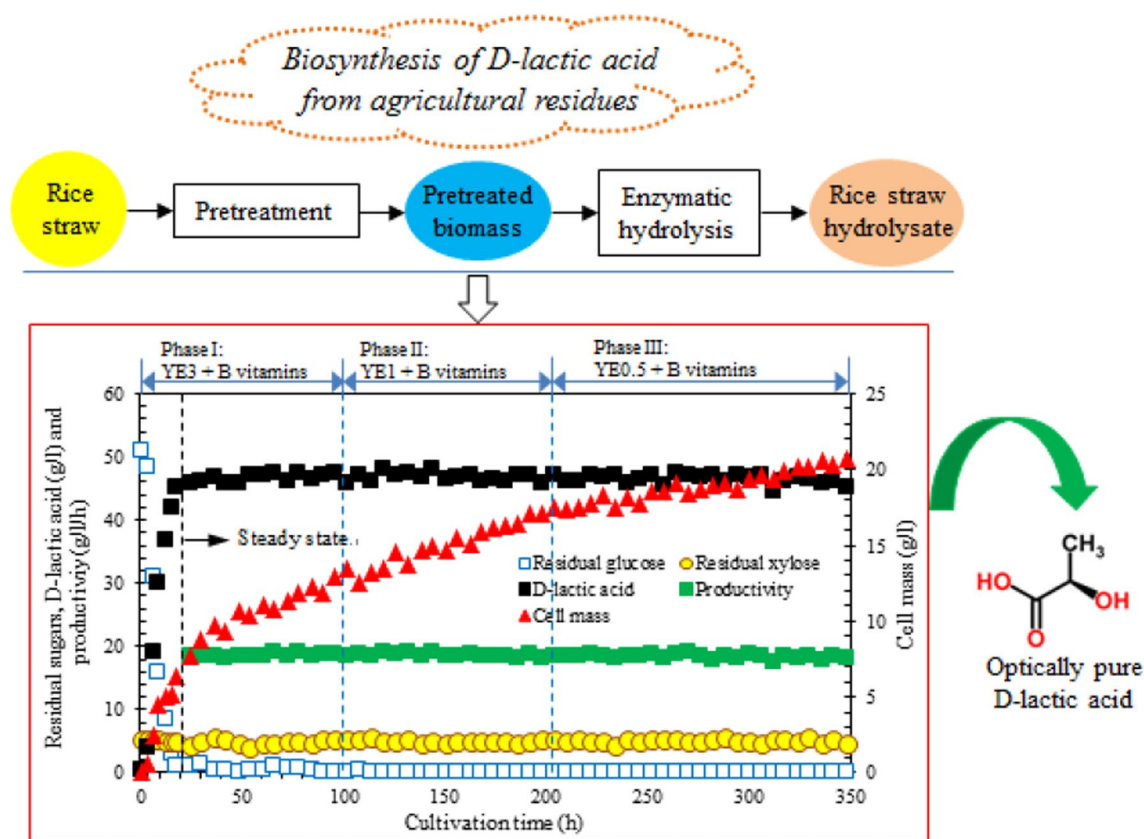 Biosynthesis of D-lactic acid
from agricultural residues
Rice
straw
Pretreatment
Pretreated
biomass
Enzymatic
hydrolysis
Rice straw
hydrolysate
Phase I:
YE3 + B vitamins
Phase II:
YE1 + B vitamins
Phase III:
YE0.5 + B vitamins
Residual sugars, D-lactic acid (g/l) and
productivity (g/l/h)
60
50
40
30
20
10
0
Steady state
Residual glucose
Residual xylose
D-lactic acid
Productivity
Cell mass
25
20
15
10
5
0
Cell mass (g/l)
0
50
100
150
200
250
300
350
Cultivation time (h)
HO
O
CH3
OH
Optically pure
D-lactic acid